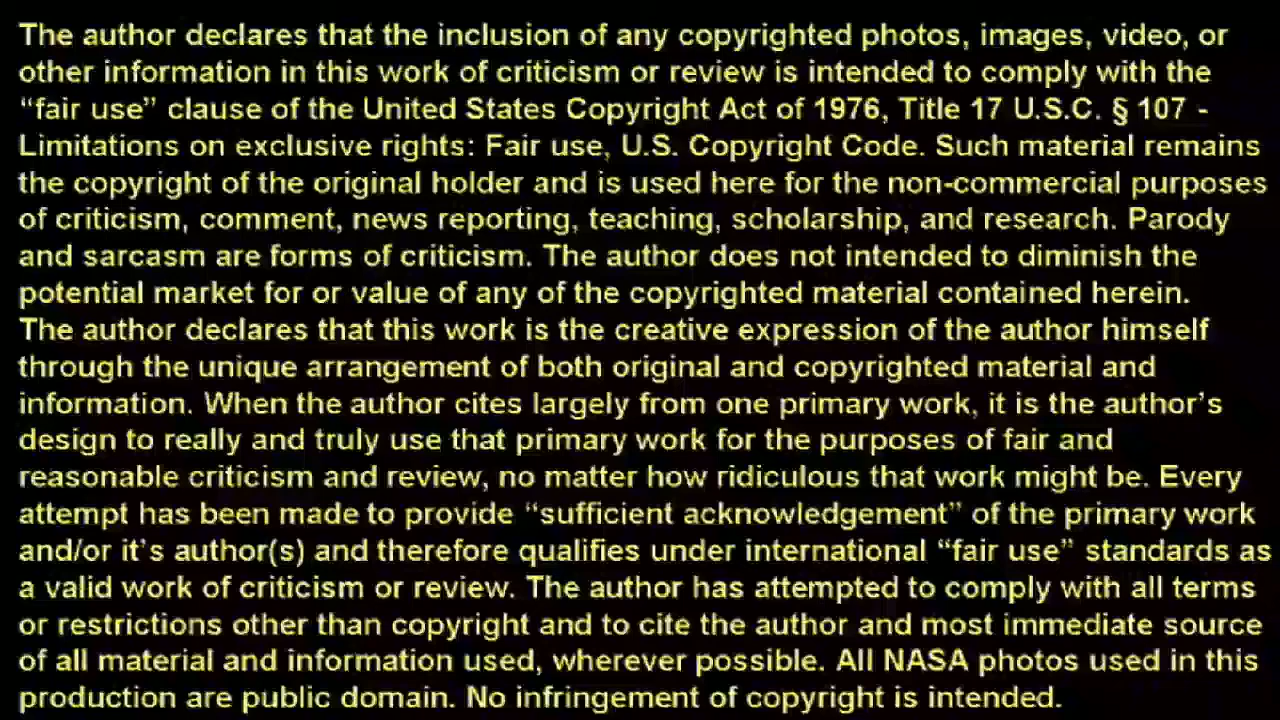 The author declares that the inclusion of any copyrighted photos, images, video, or
other information in this work of criticism or review is intended to comply with the
“fair use” clause of the United States Copyright Act of 1976, Title 17 U.S.C. § 107 -
Limitations on exclusive rights: Fair use, U.S. Copyright Code. Such material remains
the copyright of the original holder and is used here for the non-commercial purposes
of criticism, comment, news reporting, teaching, scholarship, and research. Parody
and sarcasm are forms of criticism. The author does not intended to diminish the
potential market for or value of any of the copyrighted material contained herein.
The author declares that this work is the creative expression of the author himself
through the unique arrangement of both original and copyrighted material and
information. When the author cites largely from one primary work, it is the author’s
design to really and truly use that primary work for the purposes of fair and
reasonable criticism and review, no matter how ridiculous that work might be. Every
attempt has been made to provide “sufficient acknowledgement” of the primary work
and/or it’s author(s) and therefore qualifies under international “fair use” standards as
a valid work of criticism or review. The author has attempted to comply with all terms
or restrictions other than copyright and to cite the author and most immediate source
of all material and information used, wherever possible. All NASA photos used in this
production are public domain. No infringement of copyright is intended.